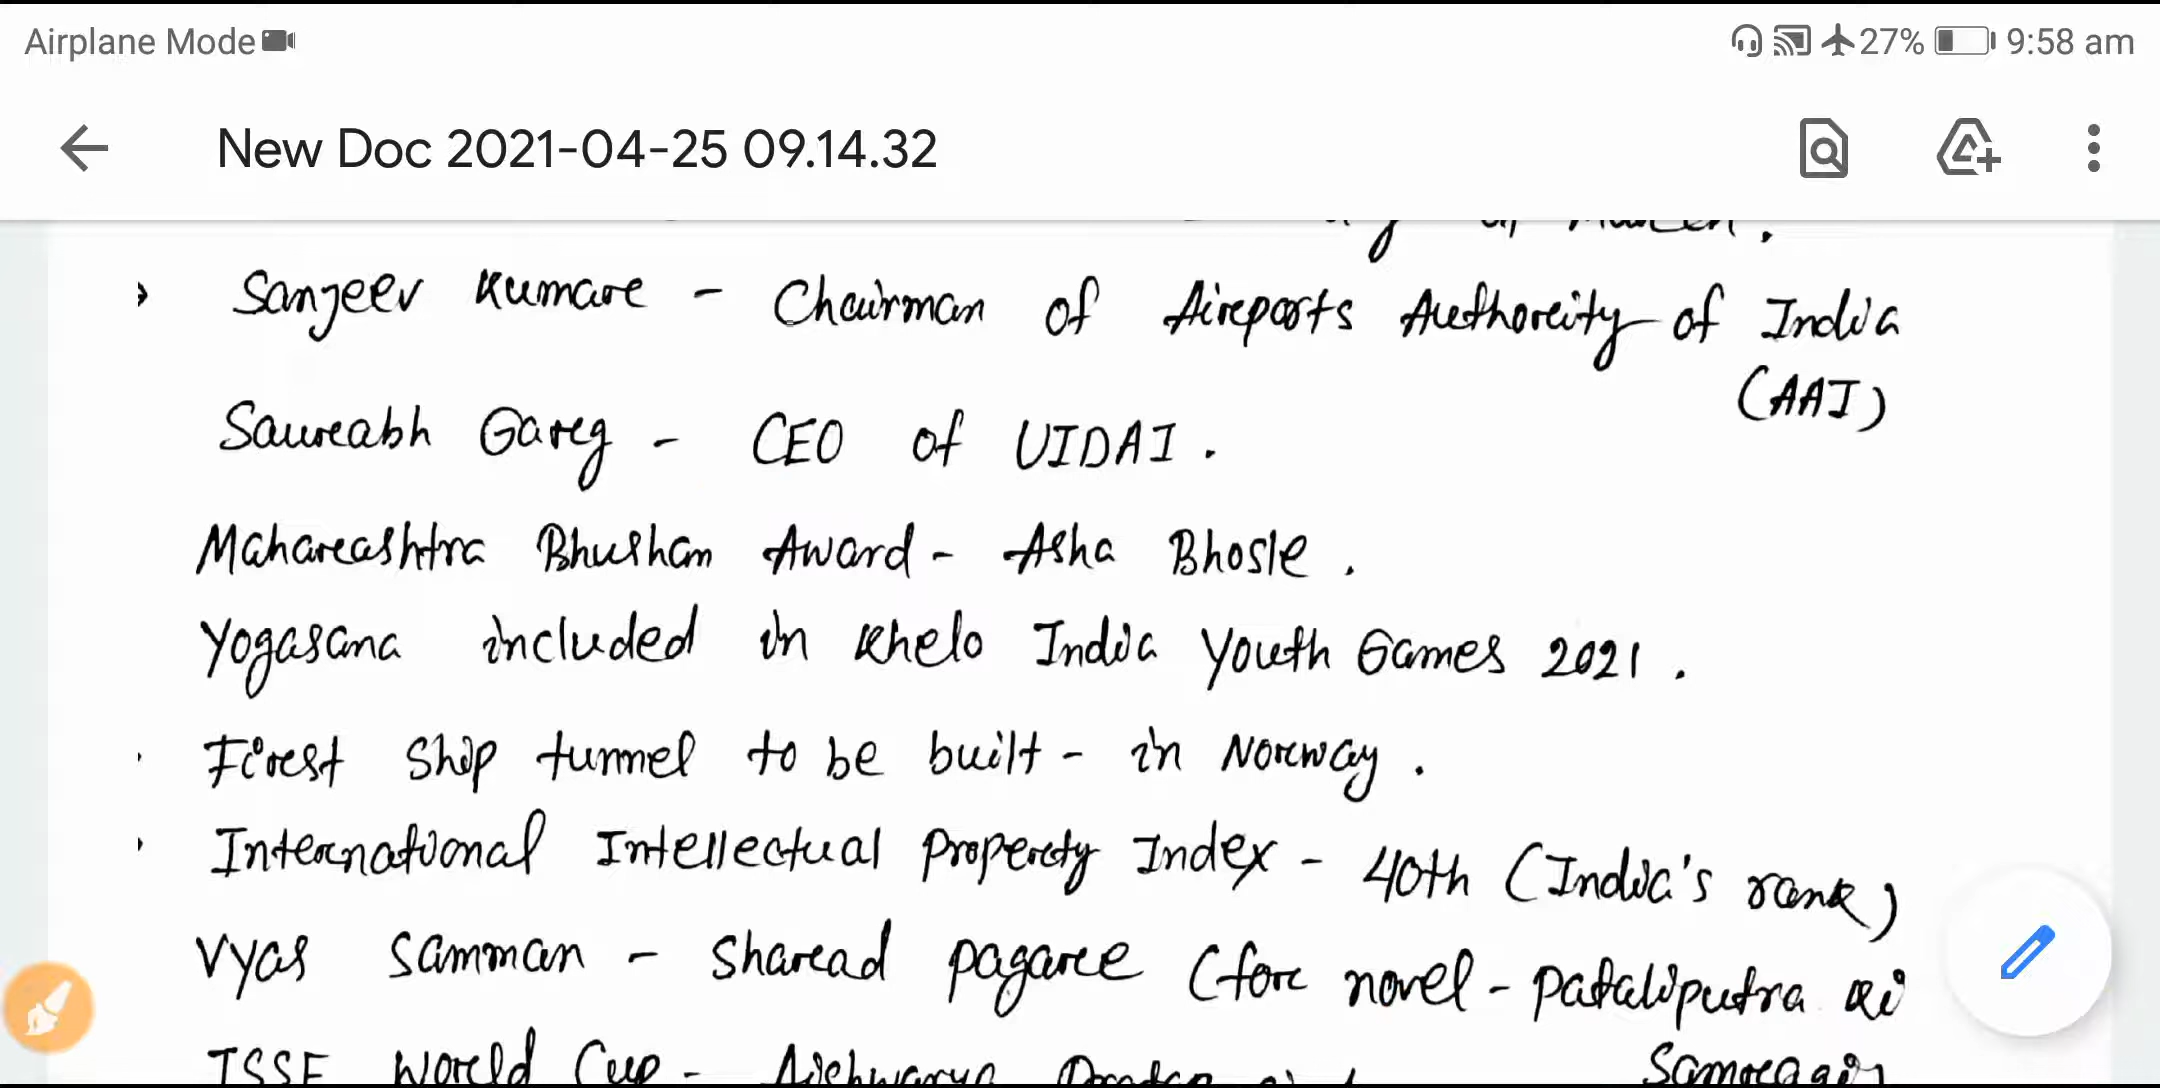 Airplane Mode 27% 9:58 am
New Doc 2021-04-25 09.14.32
Sanjeev Kumar - Chairman of Airports Authority of India
(AAI)
Saurabh Garg - CEO of UIDAI.
Maharashtra Bhushan Award - Asha Bhosle.
Yogasana included in Khelo India Youth Games 2021.
First Ship tunnel to be built - in Norway.
International Intellectual Property Index - 40th (India's rank)
Vyas Samman - Sharad pagare (for novel - Pataliputra ki
Samragi
ISSF World Cup - Aishwarya